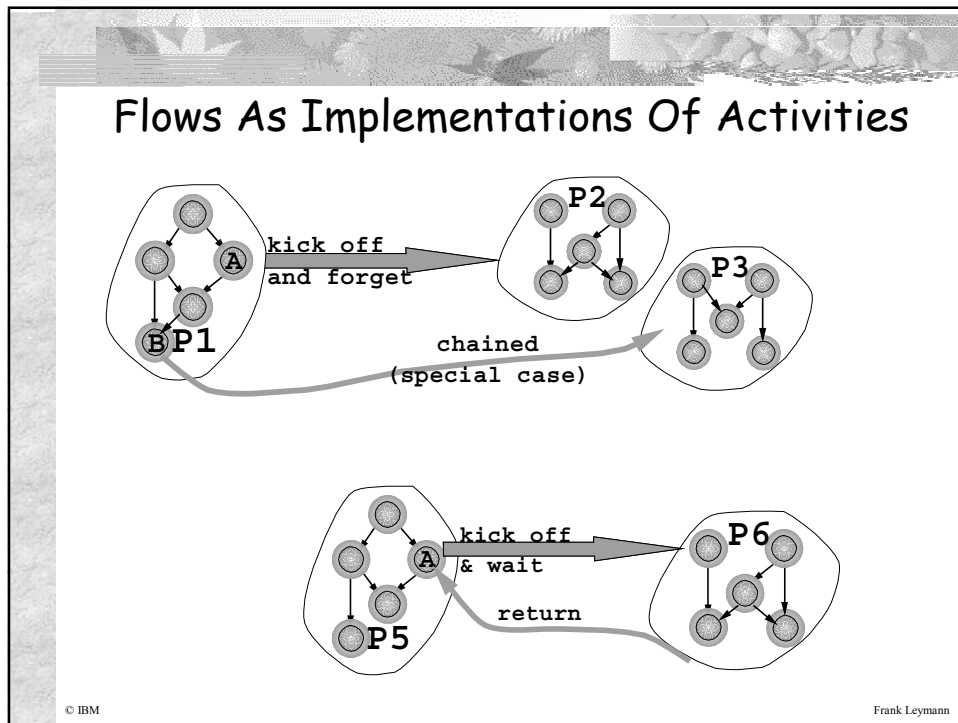 Flows As Implementations Of Activities
P2
kick off
A
and forget
P3
B P1
chained
(special case)
kick off
A
& wait
P6
return
P5
© IBM
Frank Leymann